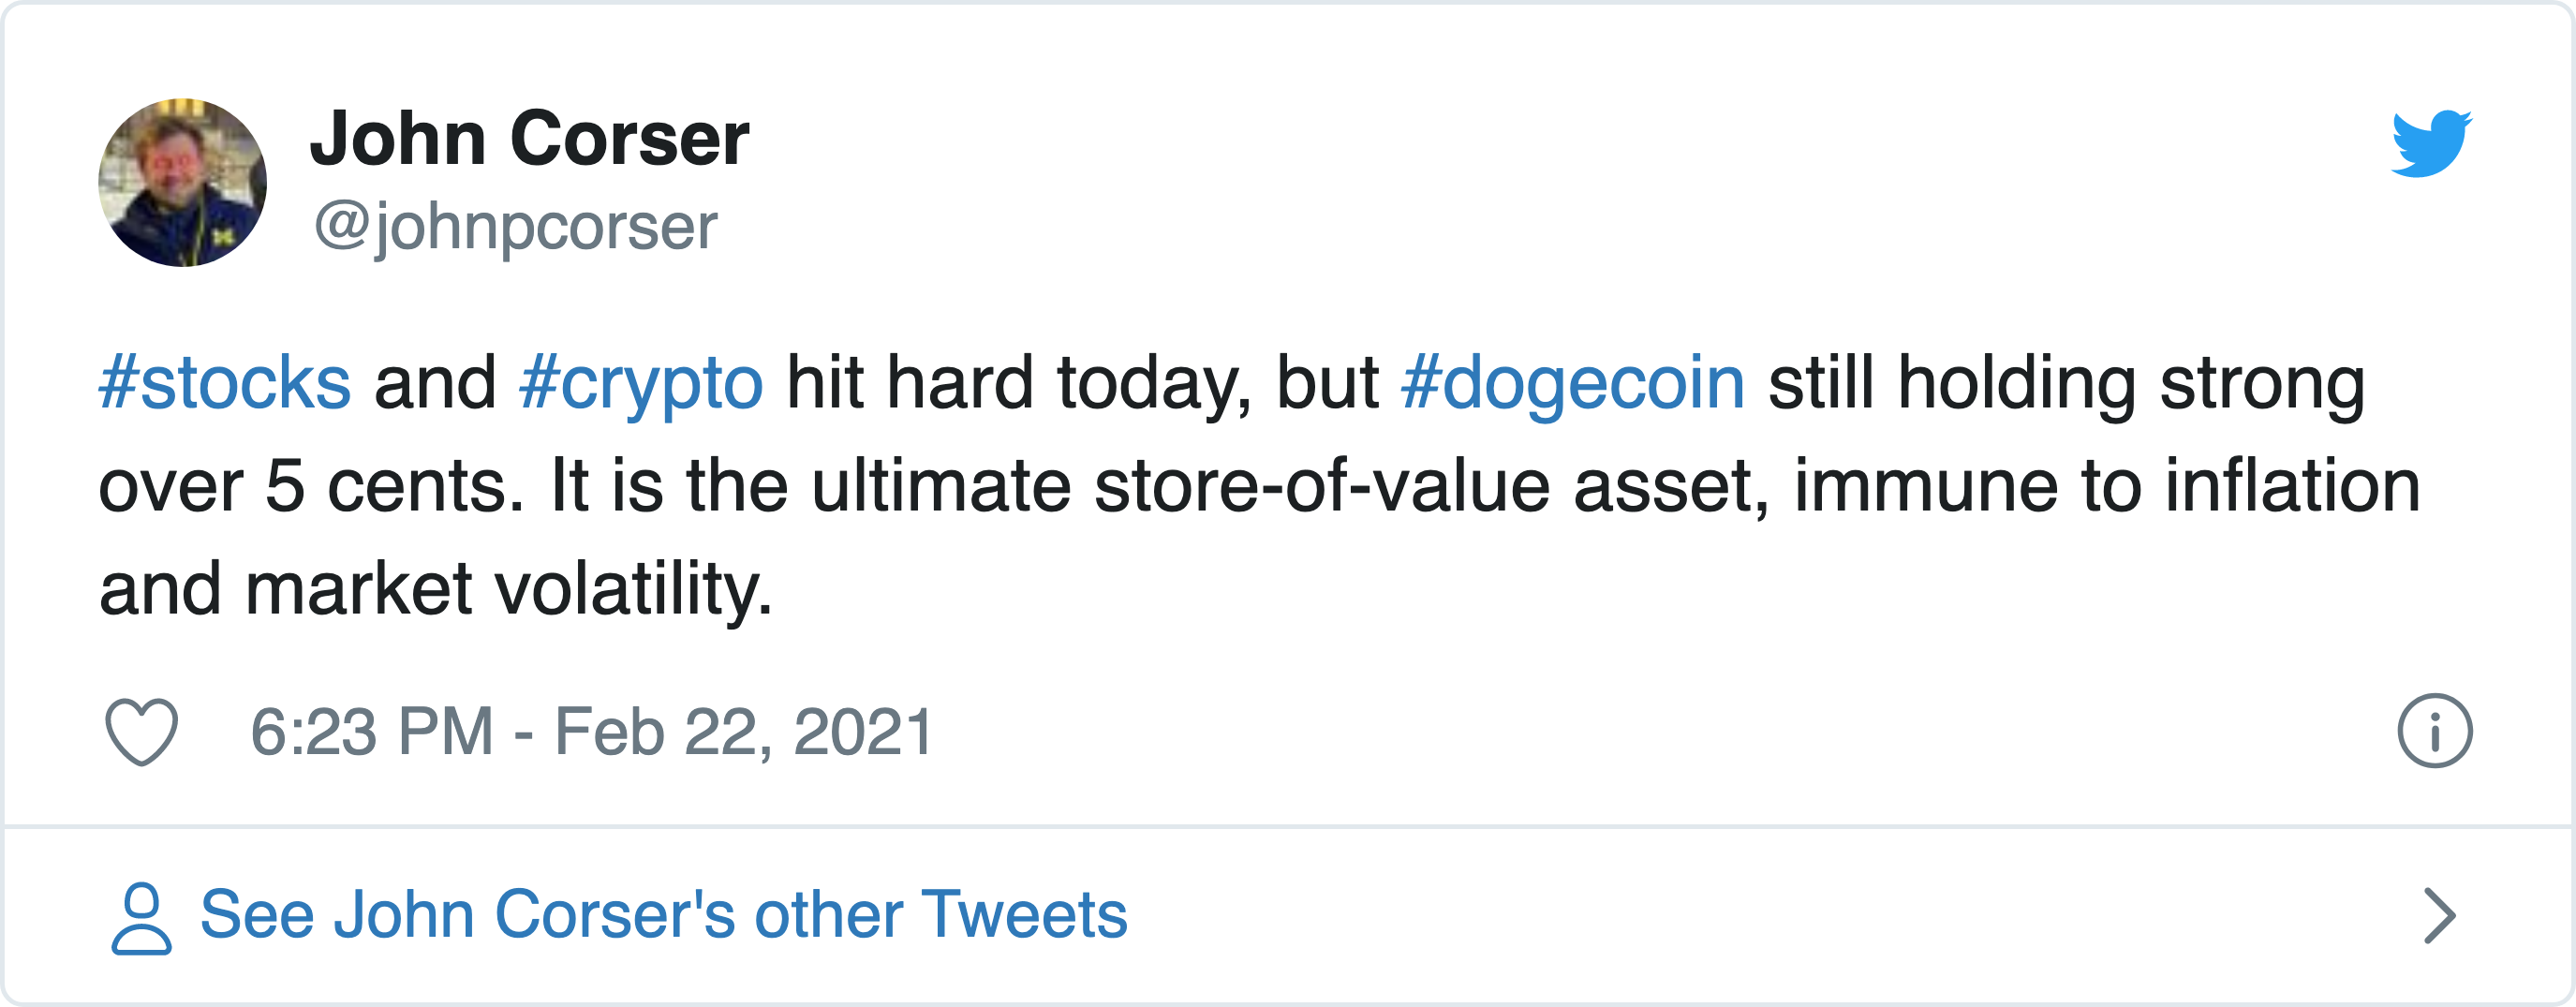 John Corser
@johnpcorser
#stocks and #crypto hit hard today, but #dogecoin still holding strong
over 5 cents. It is the ultimate store-of-value asset, immune to inflation
and market volatility.
6:23 PM - Feb 22, 2021
See John Corser's other Tweets